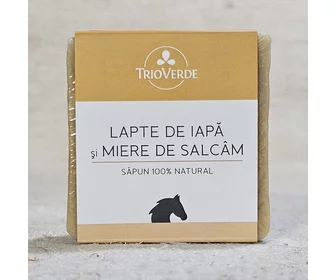 TRIOVERDE
LAPTE DE IAPĂ
și MIERE DE SALCÂM
SĂPUN 100% NATURAL